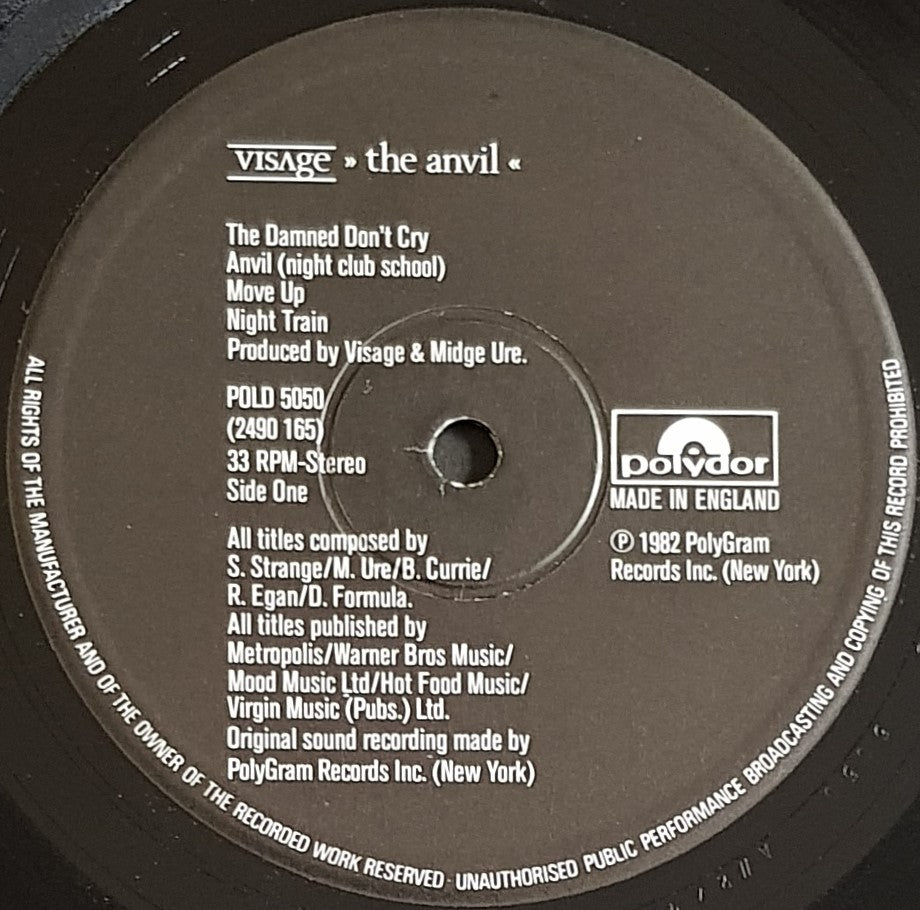 VISAGE » the anvil «
The Damned Don't Cry
Anvil (night club school)
Move Up
Night Train
Produced by Visage & Midge Ure.
POLD 5050
(2490 165)
33 RPM-Stereo
Side One
polydor
MADE IN ENGLAND
℗ 1982 PolyGram
Records Inc. (New York)
All titles composed by
S. Strange/M. Ure/B. Currie/
R. Egan/D. Formula.
All titles published by
Metropolis/Warner Bros Music/
Mood Music Ltd/Hot Food Music/
Virgin Music (Pubs.) Ltd.
Original sound recording made by
PolyGram Records Inc. (New York)
ALL RIGHTS OF THE MANUFACTURER AND OF THE OWNER OF THE RECORDED WORK RESERVED · UNAUTHORISED PUBLIC PERFORMANCE BROADCASTING AND COPYING OF THIS RECORD PROHIBITED